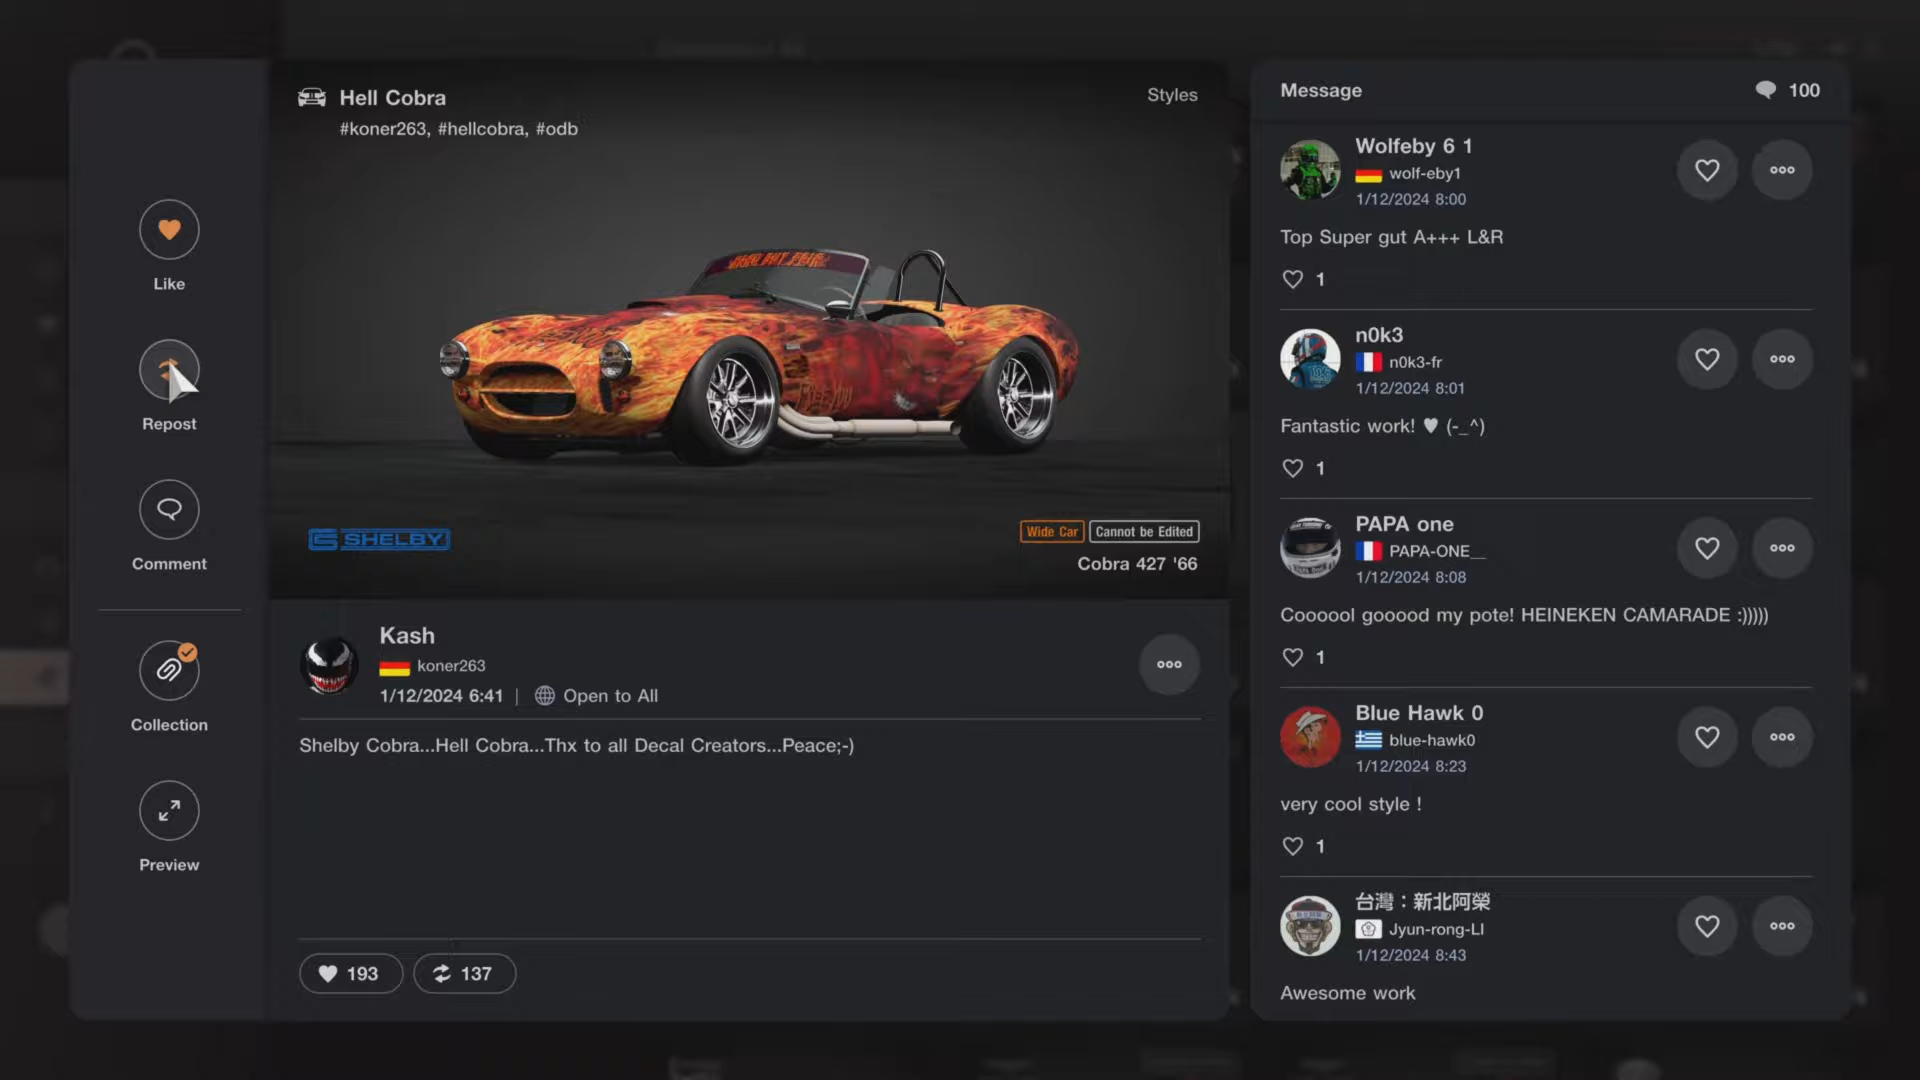 Hell Cobra
#koner263, #hellcobra, #odb
Styles
Like
Repost
Comment
Collection
Preview
SHELBY
Wide Car
Cannot be Edited
Cobra 427 '66
Kash
koner263
1/12/2024 6:41 | Open to All
Shelby Cobra...Hell Cobra...Thx to all Decal Creators...Peace;-)
193
137
Message
100
Wolfeby 6 1
wolf-eby1
1/12/2024 8:00
Top Super gut A+++ L&R
1
n0k3
n0k3-fr
1/12/2024 8:01
Fantastic work! ♥ (-_^)
1
PAPA one
PAPA-ONE__
1/12/2024 8:08
Coooool gooood my pote! HEINEKEN CAMARADE :)))))
1
Blue Hawk 0
blue-hawk0
1/12/2024 8:23
very cool style !
1
台灣：新北阿榮
Jyun-rong-LI
1/12/2024 8:43
Awesome work